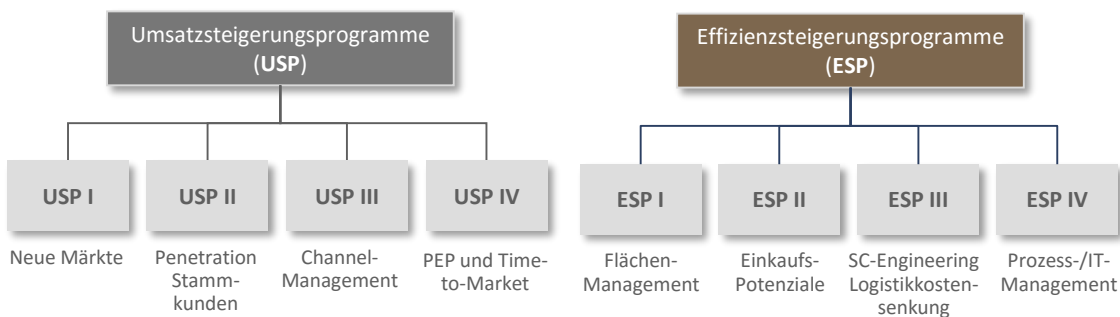 Umsatzsteigerungsprogramme
(USP)
Effizienzsteigerungsprogramme
(ESP)
USP I
USP II
USP III
USP IV
ESP I
ESP II
ESP III
ESP IV
Neue Märkte
Penetration
Stamm-
kunden
Channel-
Management
PEP und Time-
to-Market
Flächen-
Management
Einkaufs-
Potenziale
SC-Engineering
Logistikkosten-
senkung
Prozess-/IT-
Management